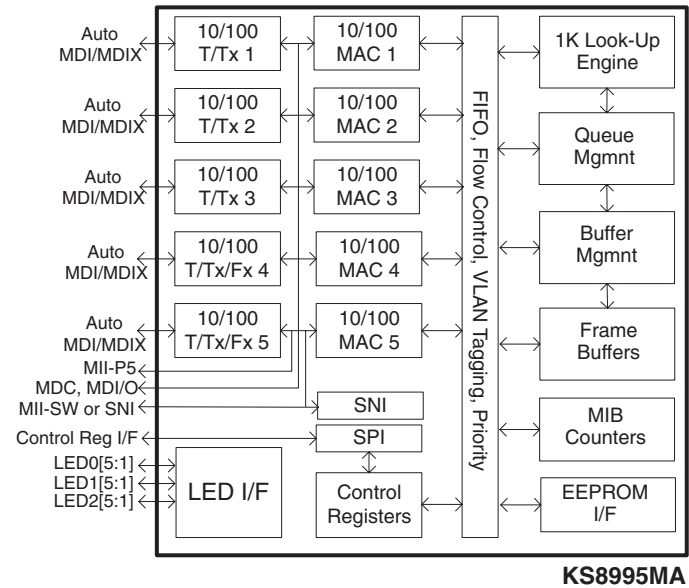 Auto
MDI/MDIX
10/100
T/Tx 1
10/100
MAC 1
Auto
MDI/MDIX
10/100
T/Tx 2
10/100
MAC 2
Auto
MDI/MDIX
10/100
T/Tx 3
10/100
MAC 3
Auto
MDI/MDIX
10/100
T/Tx/Fx 4
10/100
MAC 4
Auto
MDI/MDIX
10/100
T/Tx/Fx 5
10/100
MAC 5
MII-P5
MDC, MDI/O
MII-SW or SNI
SNI
Control Reg I/F
SPI
LED0[5:1]
LED1[5:1]
LED2[5:1]
LED I/F
Control
Registers
FIFO, Flow Control, VLAN Tagging, Priority
1K Look-Up
Engine
Queue
Mgmnt
Buffer
Mgmnt
Frame
Buffers
MIB
Counters
EEPROM
I/F
KS8995MA